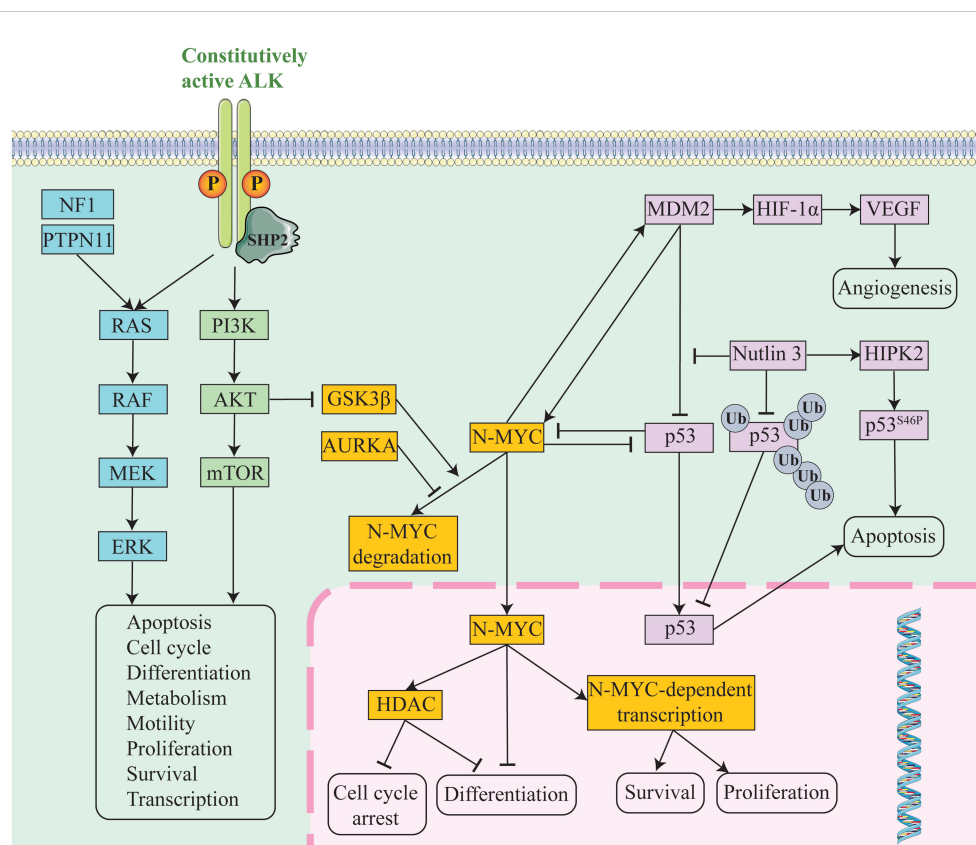 Constitutively
active ALK
P
P
SHP2
NF1
PTPN11
RAS
RAF
MEK
ERK
PI3K
AKT
mTOR
Apoptosis
Cell cycle
Differentiation
Metabolism
Motility
Proliferation
Survival
Transcription
GSK3β
AURKA
N-MYC
N-MYC
degradation
MDM2
HIF-1α
VEGF
Angiogenesis
Nutlin 3
HIPK2
p53
p53
Ub
Ub
Ub
Ub
Ub
Ub
p53S46P
Apoptosis
N-MYC
p53
HDAC
N-MYC-dependent
transcription
Cell cycle
arrest
Differentiation
Survival
Proliferation